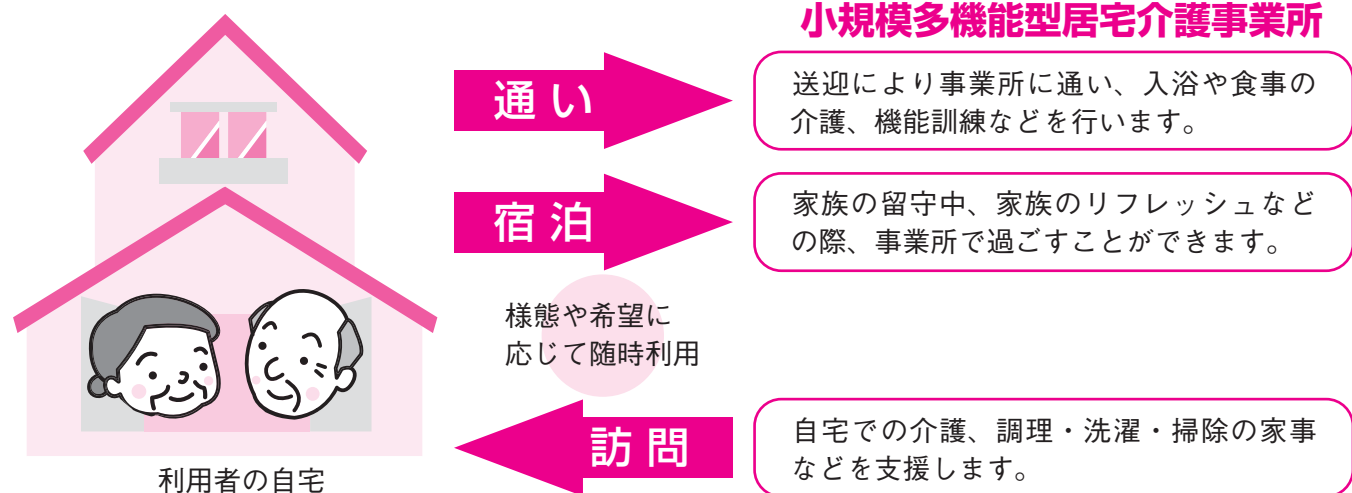 小規模多機能型居宅介護事業所
通い
送迎により事業所に通い、入浴や食事の
介護、機能訓練などを行います。
宿泊
家族の留守中、家族のリフレッシュなど
の際、事業所で過ごすことができます。
様態や希望に
応じて随時利用
訪問
自宅での介護、調理・洗濯・掃除の家事
などを支援します。
利用者の自宅